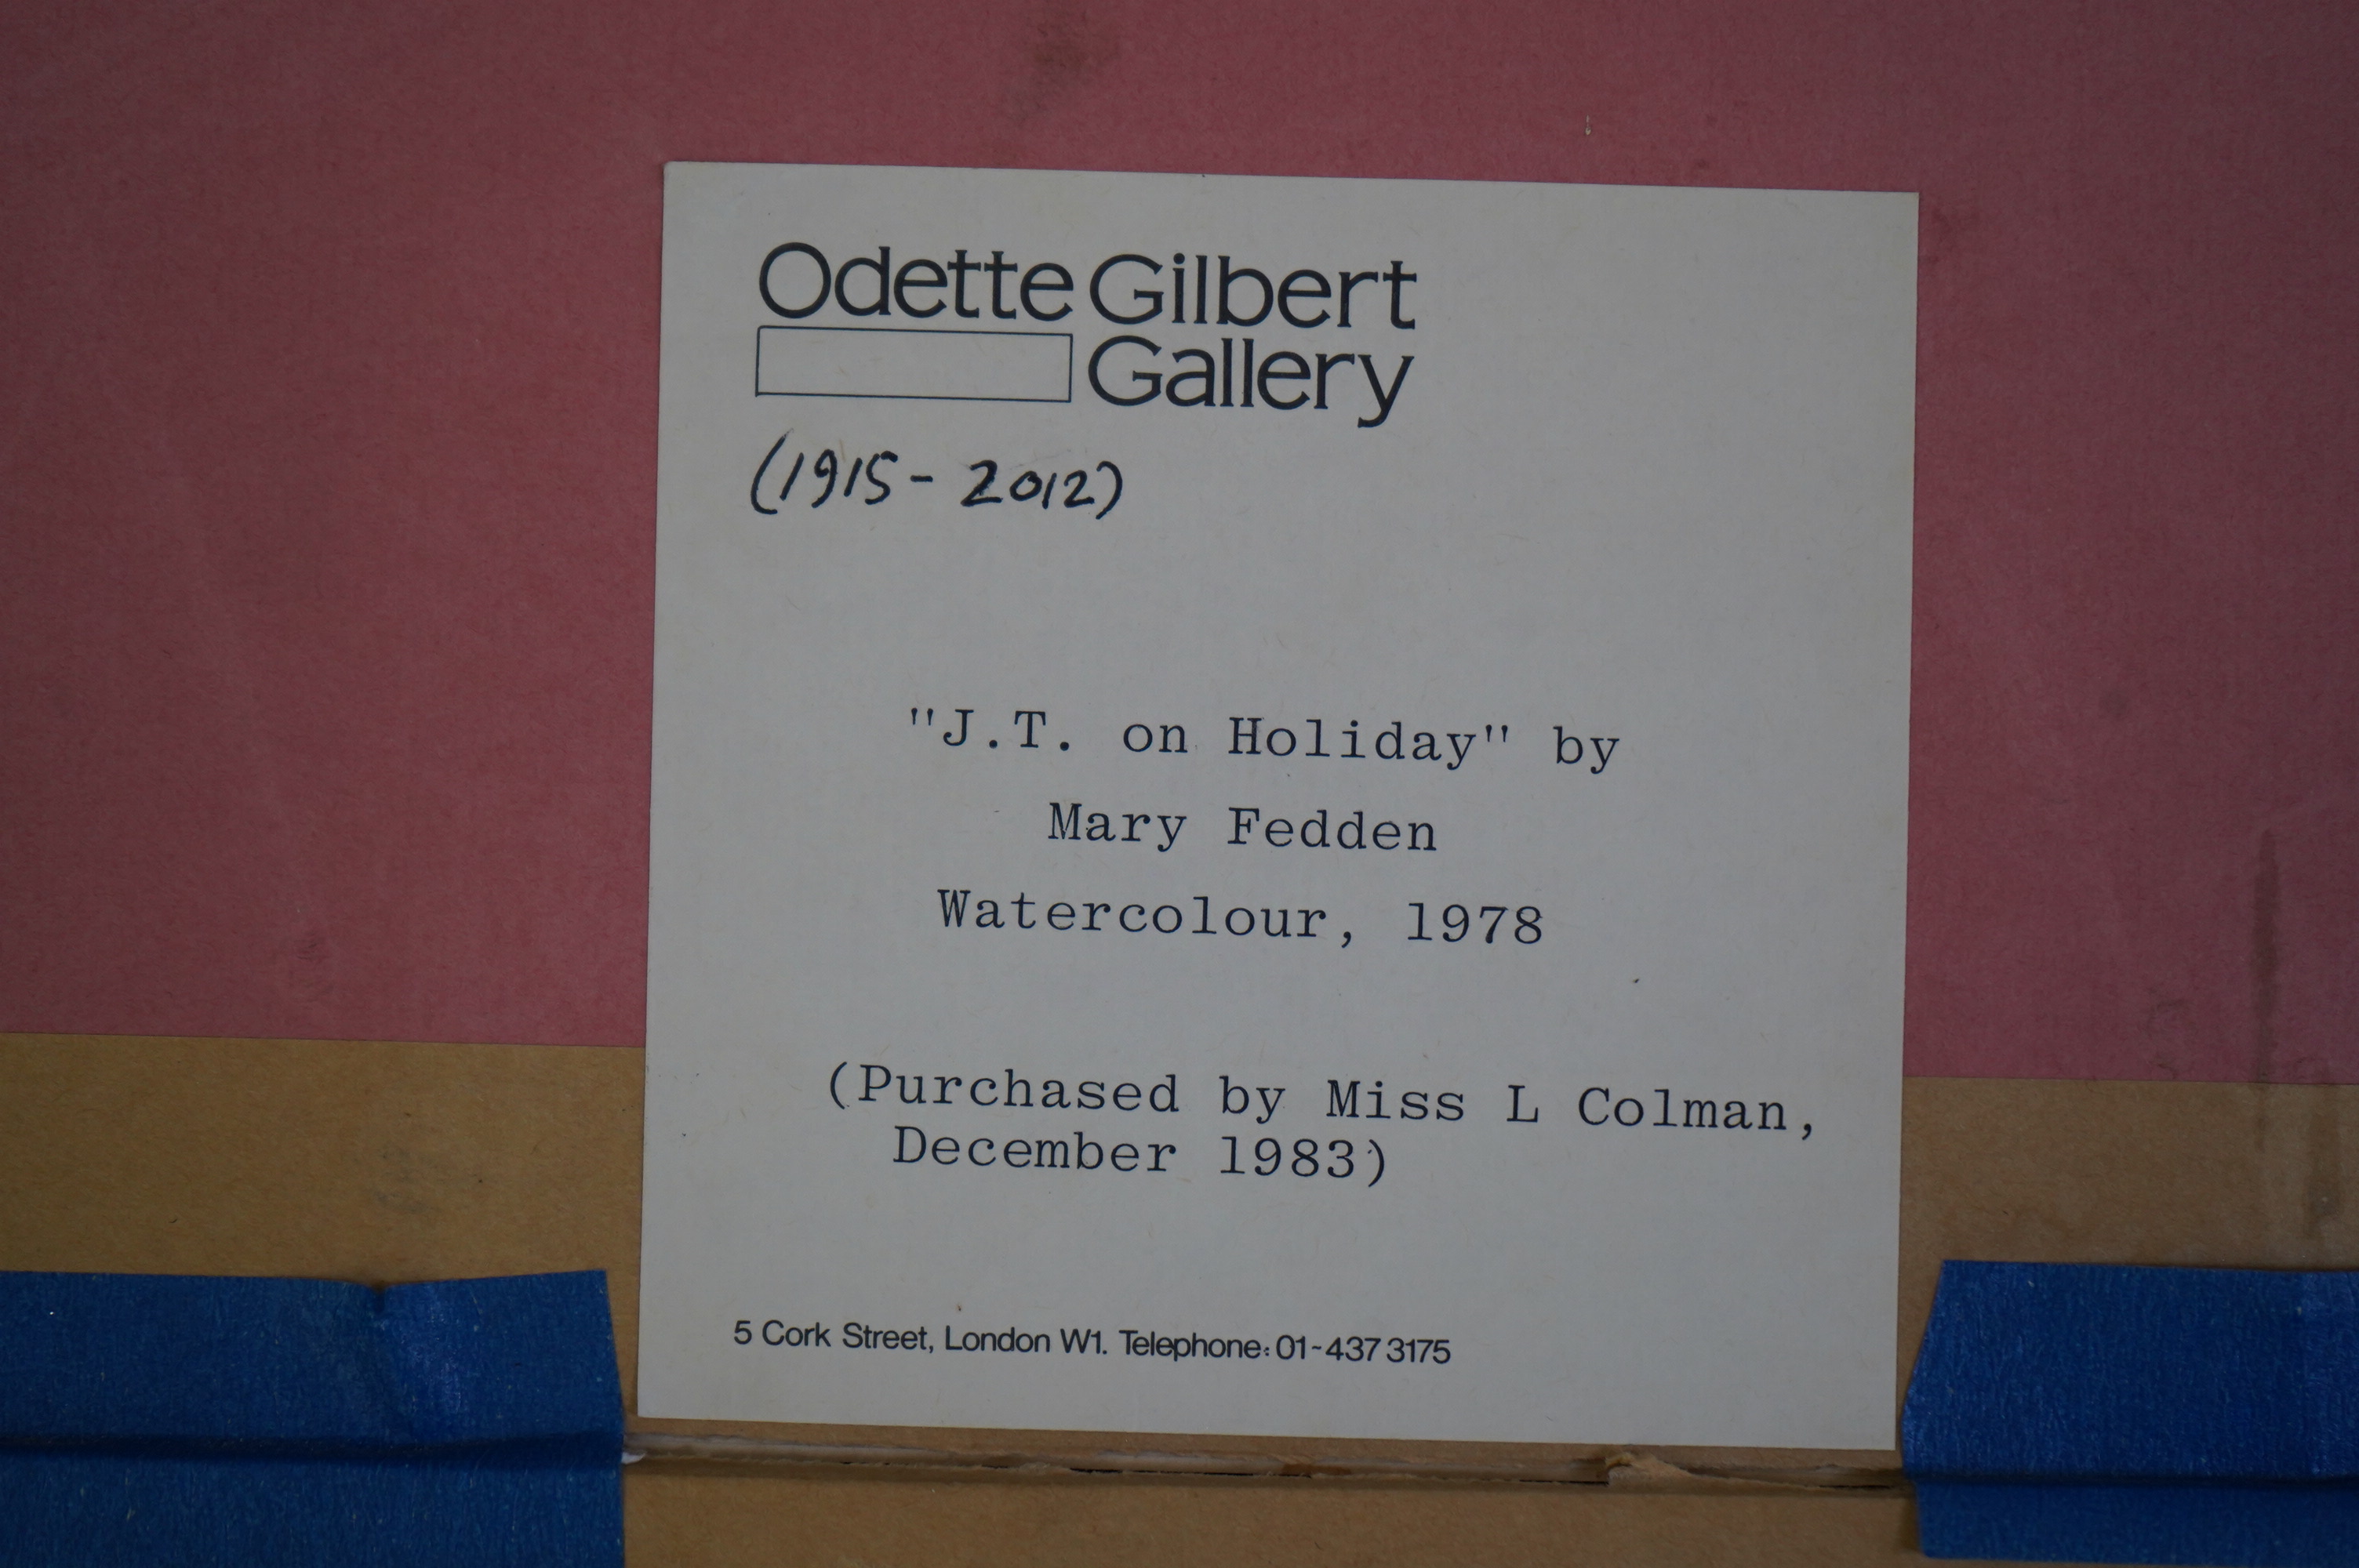 Odette Gilbert
Gallery
(1915 - 2012)
"J.T. on Holiday" by
Mary Fedden
Watercolour, 1978
(Purchased by Miss L Colman,
December 1983)
5 Cork Street, London W1. Telephone: 01-437 3175